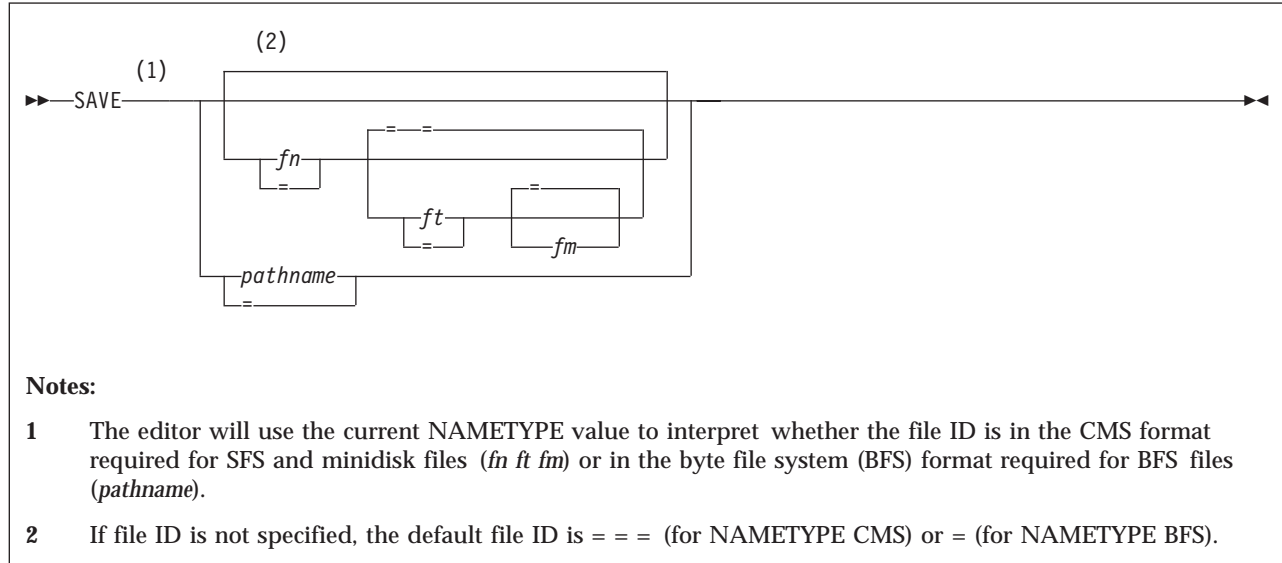 (2)
(1)
►►—SAVE ►◄
= =
fn
= =
ft
= fm
pathname
=
Notes:
1 The editor will use the current NAMETYPE value to interpret whether the file ID is in the CMS format
required for SFS and minidisk files (fn ft fm) or in the byte file system (BFS) format required for BFS files
(pathname).
2 If file ID is not specified, the default file ID is = = = (for NAMETYPE CMS) or = (for NAMETYPE BFS).